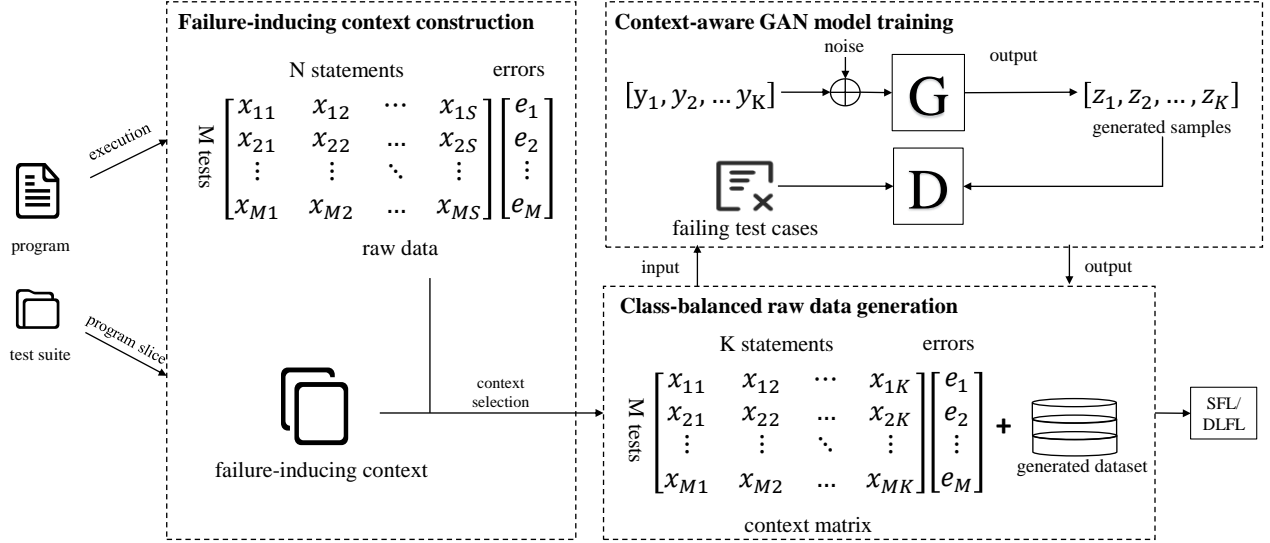 Failure-inducing context construction
N statements errors
M tests
x₁₁ x₁₂ ⋯ x₁S e₁
x₂₁ x₂₂ … x₂S e₂
⋮ ⋮ ⋱ ⋮ ⋮
xM₁ xM₂ … xMS eM
raw data
execution
program
test suite
program slice
failure-inducing context
context
selection
Context-aware GAN model training
noise
[y₁, y₂, … yK]
G
output
[z₁, z₂, … , zK]
generated samples
D
failing test cases
input
output
Class-balanced raw data generation
K statements errors
M tests
x₁₁ x₁₂ ⋯ x₁K e₁
x₂₁ x₂₂ … x₂K e₂
⋮ ⋮ ⋱ ⋮ ⋮
xM₁ xM₂ … xMK eM
+
generated dataset
context matrix
SFL/
DLFL